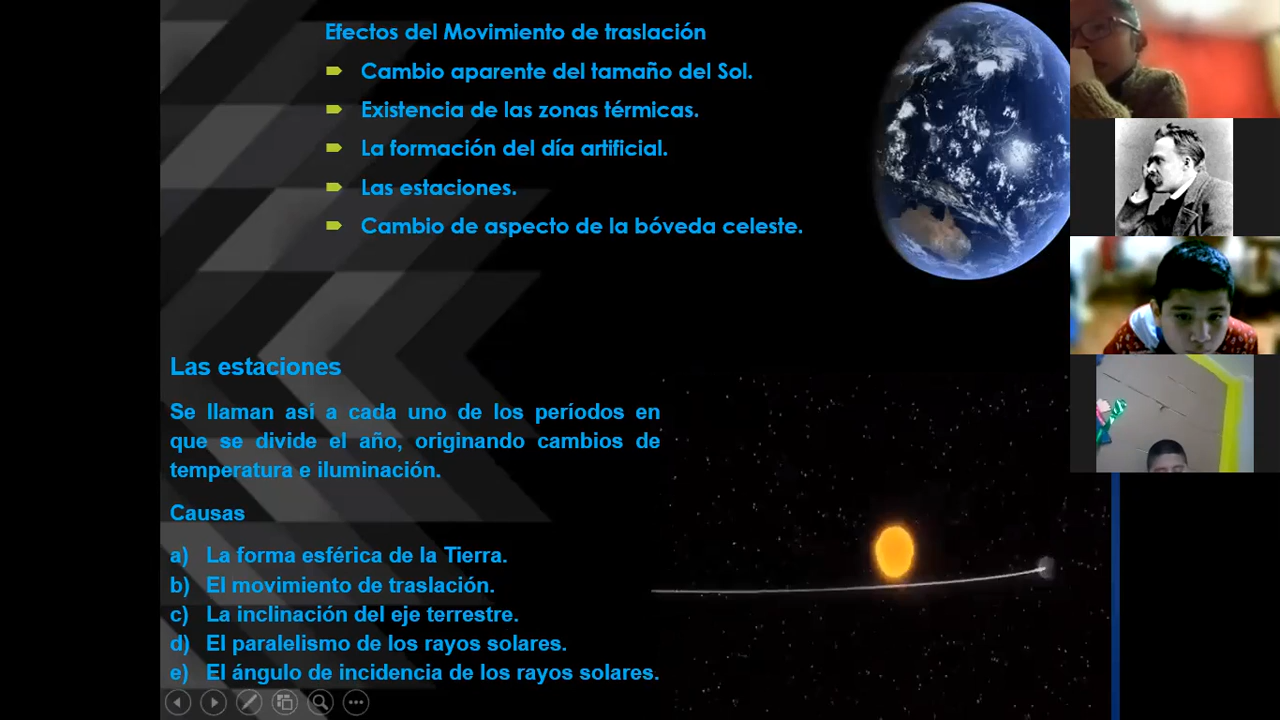 Efectos del Movimiento de traslación
Cambio aparente del tamaño del Sol.
Existencia de las zonas térmicas.
La formación del día artificial.
Las estaciones.
Cambio de aspecto de la bóveda celeste.
Las estaciones
Se llaman así a cada uno de los períodos en
que se divide el año, originando cambios de
temperatura e iluminación.
Causas
a) La forma esférica de la Tierra.
b) El movimiento de traslación.
c) La inclinación del eje terrestre.
d) El paralelismo de los rayos solares.
e) El ángulo de incidencia de los rayos solares.